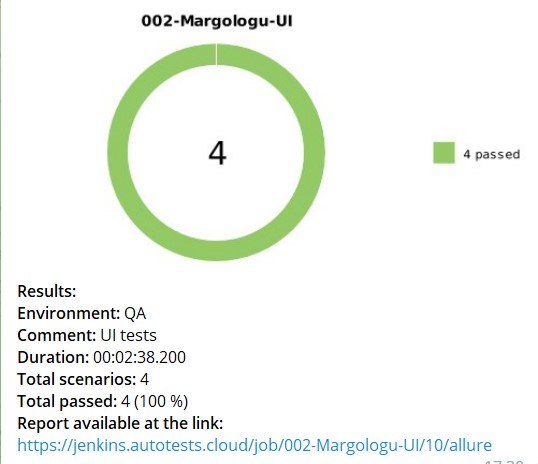 002-Margologu-UI
4
4 passed
Results:
Environment: QA
Comment: UI tests
Duration: 00:02:38.200
Total scenarios: 4
Total passed: 4 (100 %)
Report available at the link:
https://jenkins.autotests.cloud/job/002-Margologu-UI/10/allure